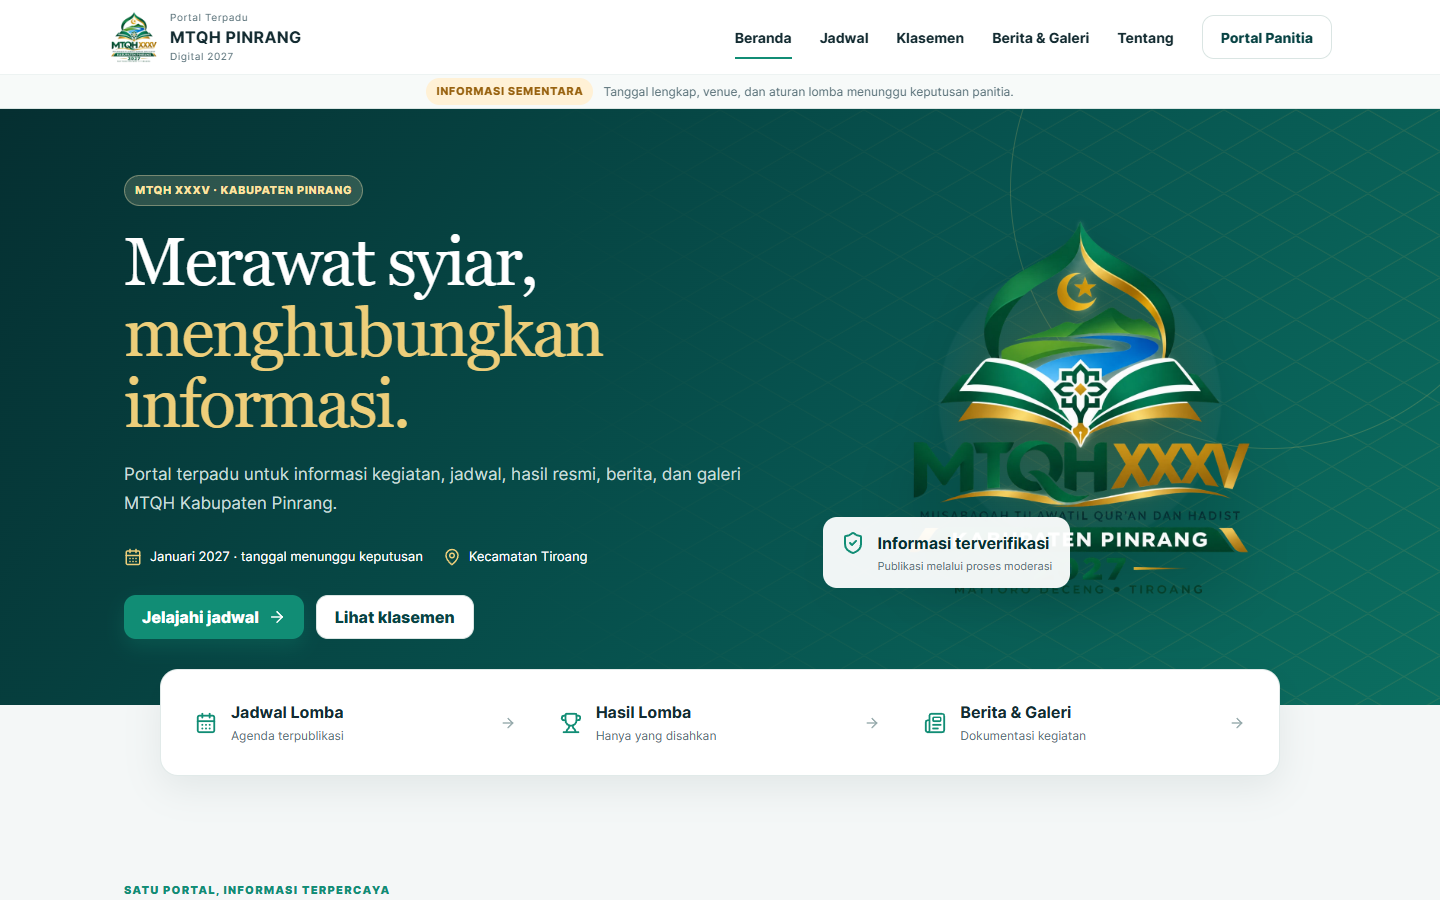 Portal Terpadu
MTQH PINRANG
Digital 2027
MTQH XXXV
2027
Beranda
Jadwal
Klasemen
Berita & Galeri
Tentang
Portal Panitia
INFORMASI SEMENTARA
Tanggal lengkap, venue, dan aturan lomba menunggu keputusan panitia.
MTQH XXXV · KABUPATEN PINRANG
Merawat syiar,
menghubungkan
informasi.
Portal terpadu untuk informasi kegiatan, jadwal, hasil resmi, berita, dan galeri
MTQH Kabupaten Pinrang.
Januari 2027 · tanggal menunggu keputusan
Kecamatan Tiroang
Jelajahi jadwal
Lihat klasemen
MTQH XXXV
MUSABAQAH TILAWATIL QUR'AN DAN HADIST
PINRANG
MATTORO DECENG • TIROANG
Informasi terverifikasi
Publikasi melalui proses moderasi
Jadwal Lomba
Agenda terpublikasi
Hasil Lomba
Hanya yang disahkan
Berita & Galeri
Dokumentasi kegiatan
SATU PORTAL, INFORMASI TERPERCAYA